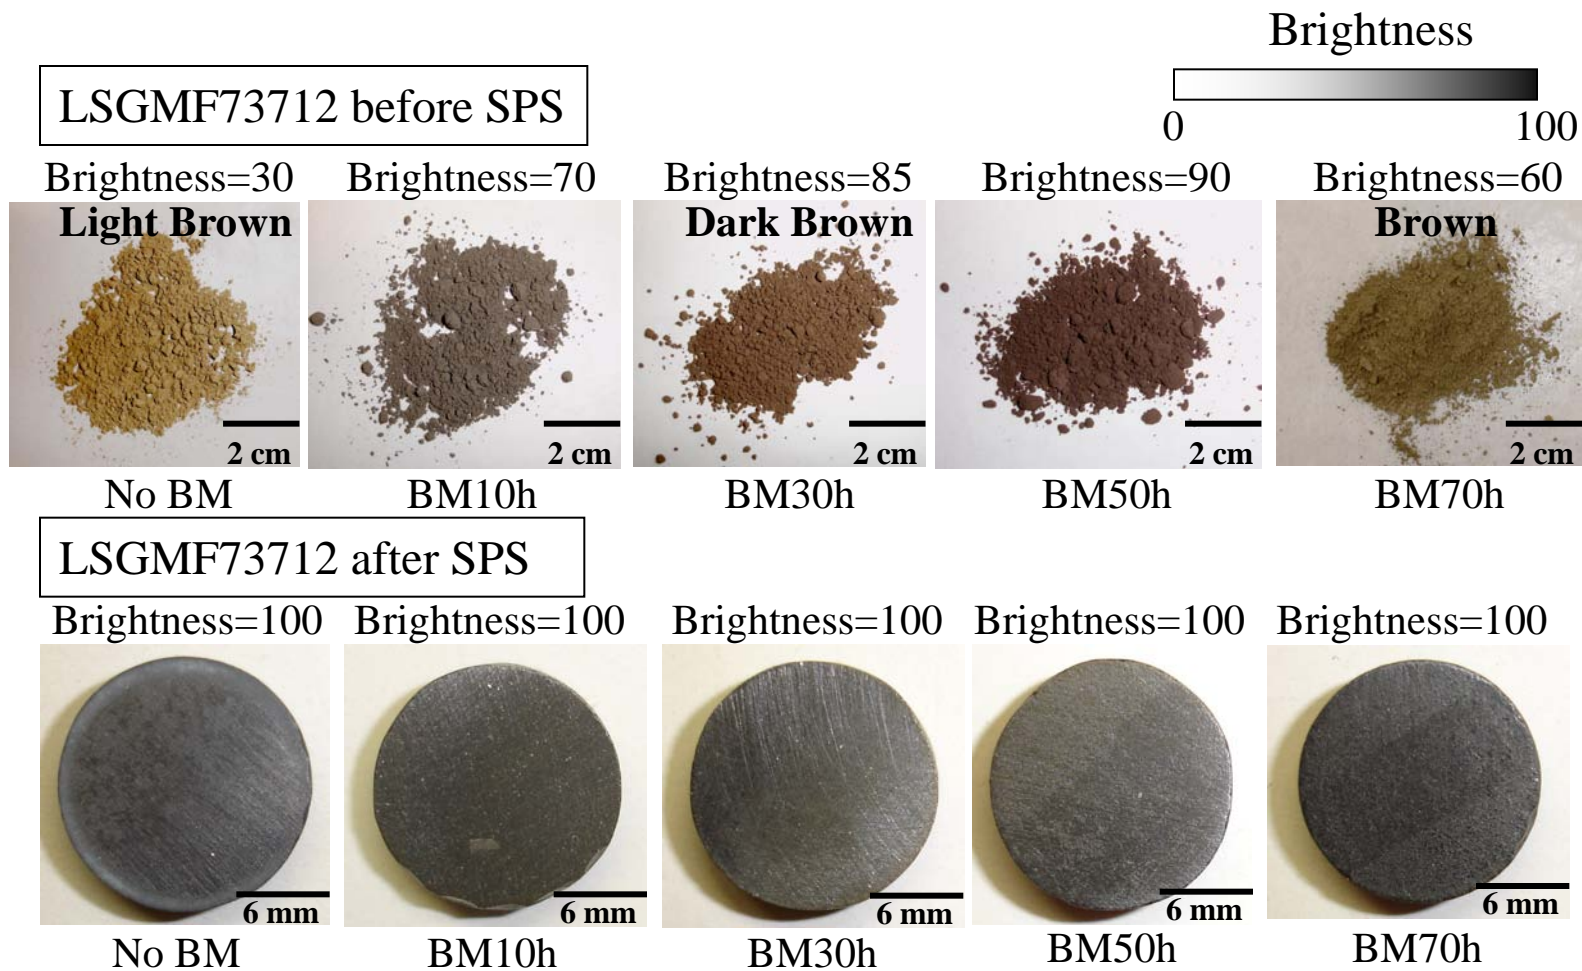 Brightness
0 100
LSGMF73712 before SPS
Brightness=30 Brightness=70 Brightness=85 Brightness=90 Brightness=60
Light Brown Dark Brown Brown
2 cm 2 cm 2 cm 2 cm 2 cm
No BM BM10h BM30h BM50h BM70h
LSGMF73712 after SPS
Brightness=100 Brightness=100 Brightness=100 Brightness=100 Brightness=100
6 mm 6 mm 6 mm 6 mm 6 mm
No BM BM10h BM30h BM50h BM70h